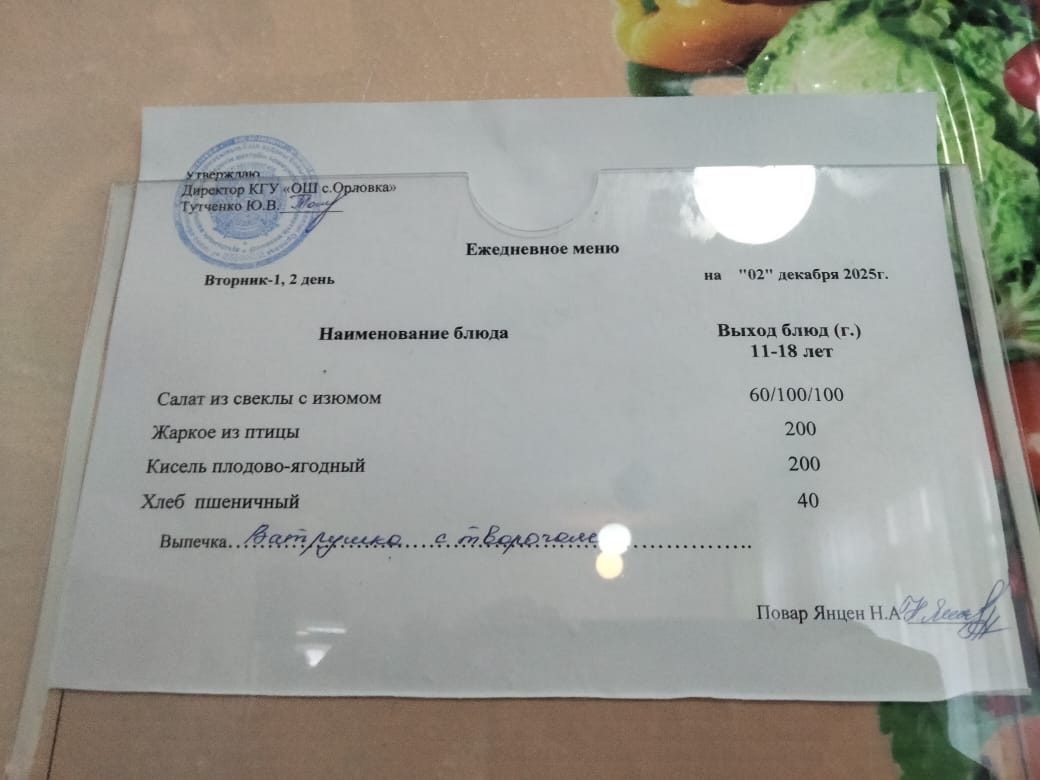 Утверждаю
Директор КГУ «ОШ с.Орловка»
Тутченко Ю.В.
Ежедневное меню
Вторник-1, 2 день на "02" декабря 2025г.
Наименование блюда Выход блюд (г.)
11-18 лет
Салат из свеклы с изюмом 60/100/100
Жаркое из птицы 200
Кисель плодово-ягодный 200
Хлеб пшеничный 40
Выпечка...Ватрушка с творогом...
Повар Янцен Н.А